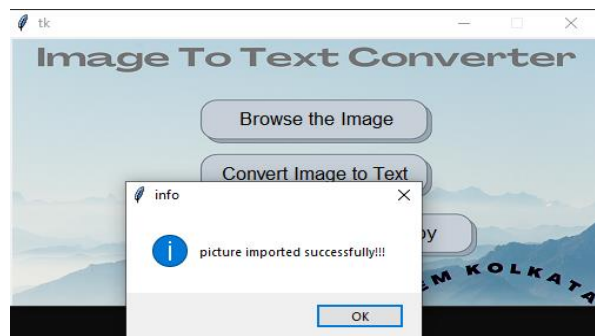 tk
Image To Text Converter
Browse the Image
Convert Image to Text
info
picture imported successfully!!!
OK
KOLKATA